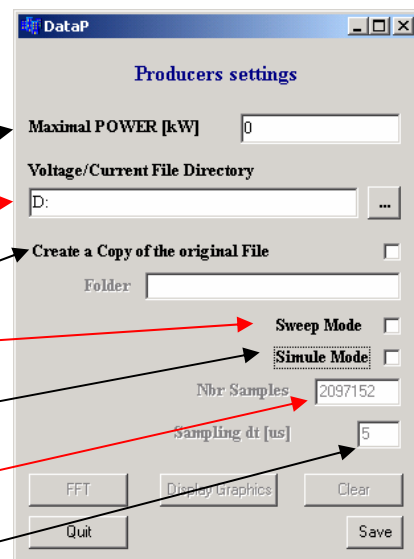 DataP
Producers settings
Maximal POWER [kW] 0
Voltage/Current File Directory
D: ...
Create a Copy of the original File
Folder
Sweep Mode
Simule Mode
Nbr Samples 2097152
Sampling dt [us] 5
FFT Display Graphics Clear
Quit Save